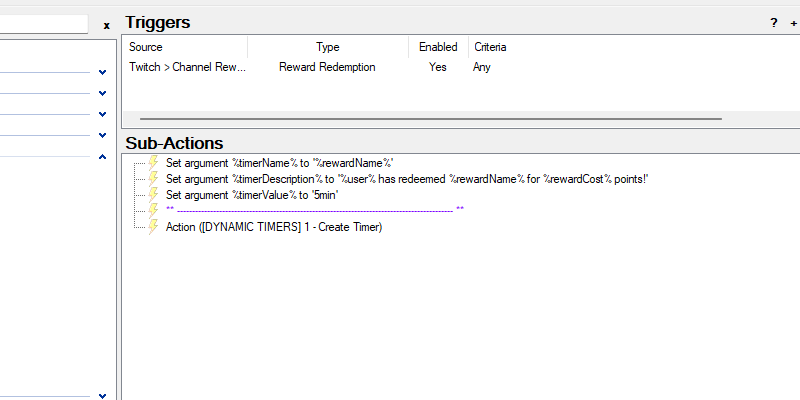 x
Triggers ? +
Source Type Enabled Criteria
Twitch > Channel Rew... Reward Redemption Yes Any
Sub-Actions
Set argument %timerName% to '%rewardName%'
Set argument %timerDescription% to '%user% has redeemed %rewardName% for %rewardCost% points!'
Set argument %timerValue% to '5min'
** -------------------------------------------------------------------------------------------- **
Action ([DYNAMIC TIMERS] 1 - Create Timer)